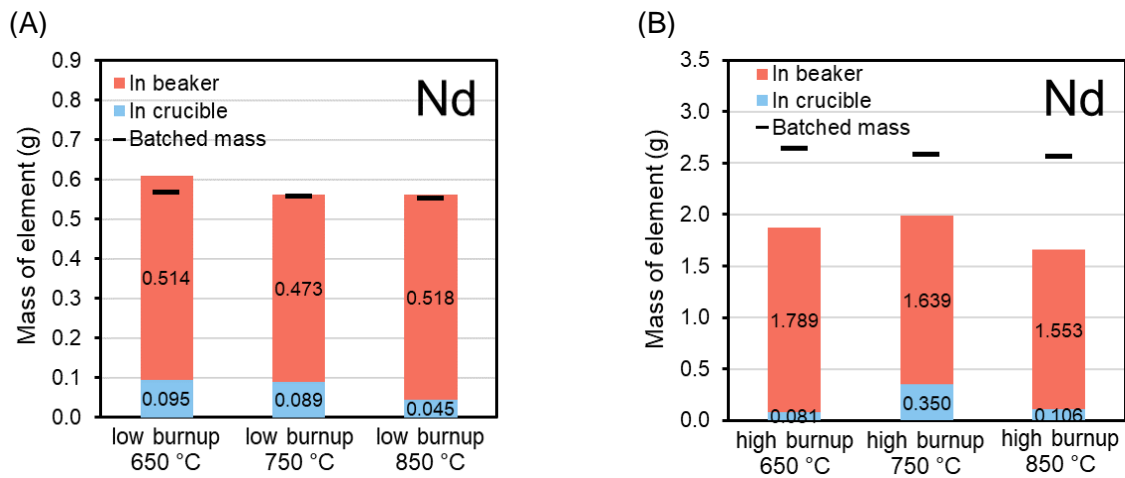 (A)
Mass of element (g)
0.9
0.8
0.7
0.6
0.5
0.4
0.3
0.2
0.1
0.0
In beaker
In crucible
Batched mass
Nd
0.514
0.473
0.518
0.095
0.089
0.045
low burnup
650 °C
low burnup
750 °C
low burnup
850 °C
(B)
Mass of element (g)
3.5
3.0
2.5
2.0
1.5
1.0
0.5
0.0
In beaker
In crucible
Batched mass
Nd
1.789
1.639
1.553
0.081
0.350
0.106
high burnup
650 °C
high burnup
750 °C
high burnup
850 °C